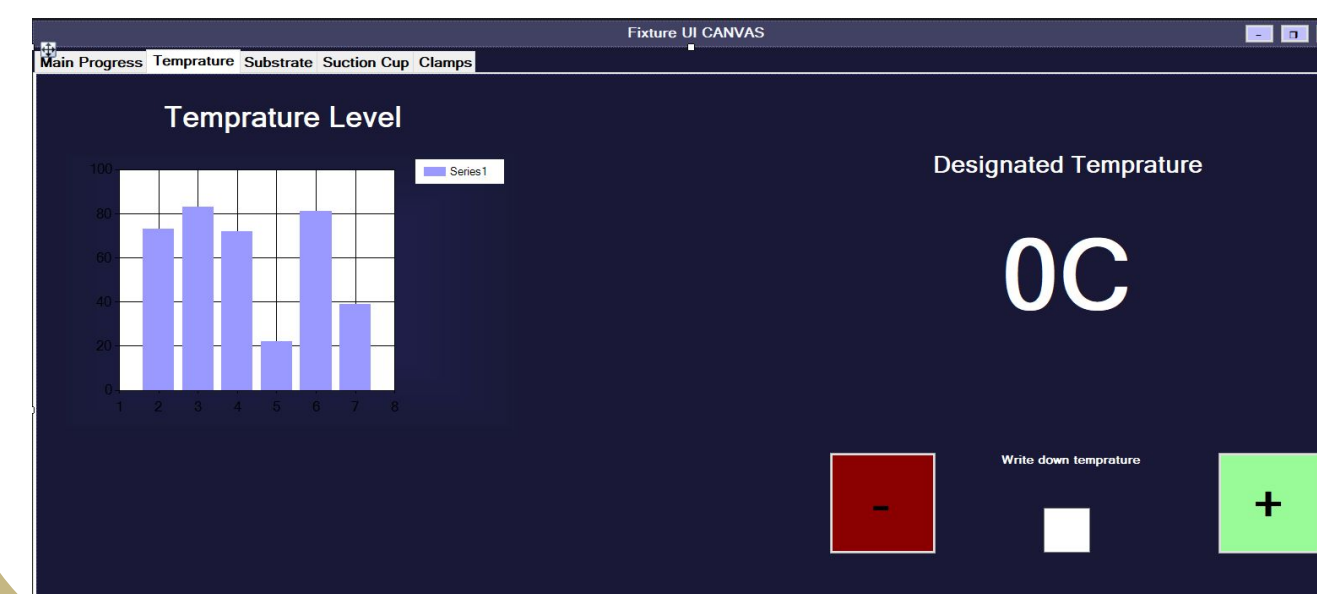 Fixture UI CANVAS
Main Progress Temprature Substrate Suction Cup Clamps
Temprature Level
Series1
100
80
60
40
20
0
1 2 3 4 5 6 7 8
Designated Temprature
0C
Write down temprature
- +